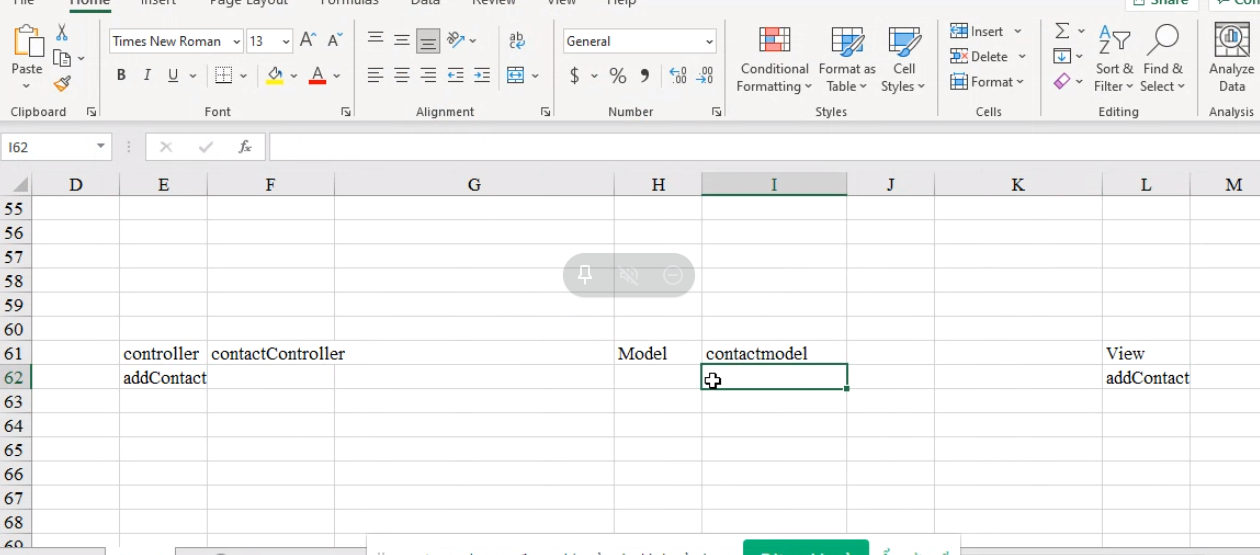 File Home Insert Page Layout Formulas Data Review View Help Share
Times New Roman 13 A A ab General Insert
Paste B I U A $ % 9 Conditional Formatting Format as Table Cell Styles Delete Format Sort & Filter Find & Select Analyze Data
Clipboard Font Alignment Number Styles Cells Editing Analysis
I62 fx
D E F G H I J K L M
55
56
57
58
59
60
61 controller contactController Model contactmodel View
62 addContact addContact
63
64
65
66
67
68
69